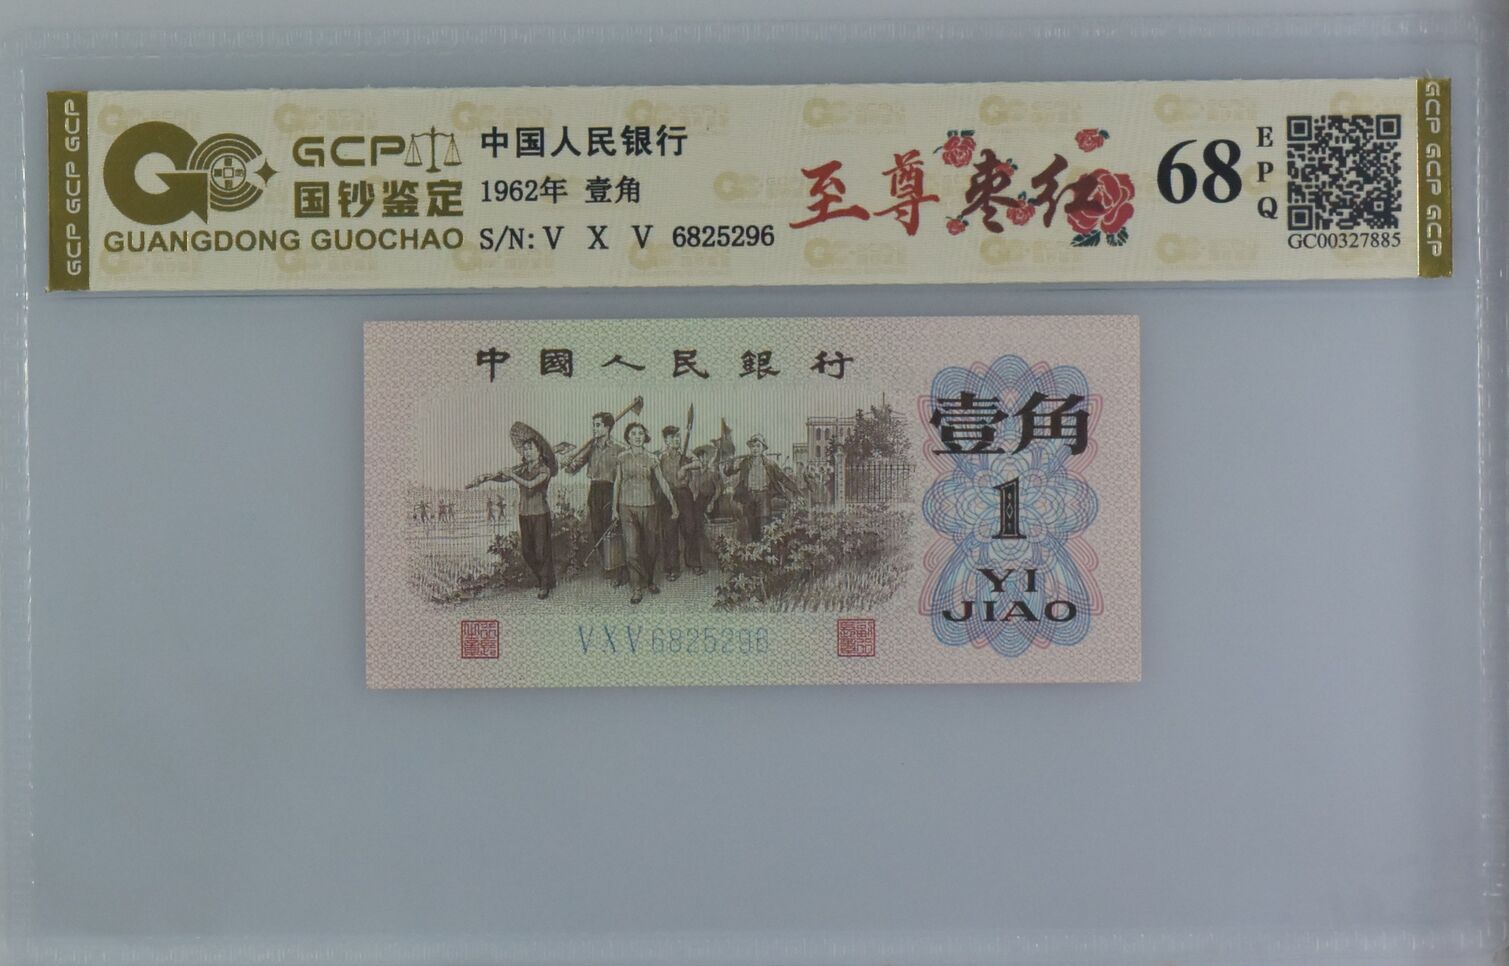 GCP GCP GCP
GCP
国钞鉴定
GUANGDONG GUOCHAO
中国人民银行
1962年 壹角
S/N: V X V 6825296
至尊枣红
68
EPQ
GC00327885
GCP GCP GCP
中國人民銀行
壹角
1
YI
JIAO
VXV6825296